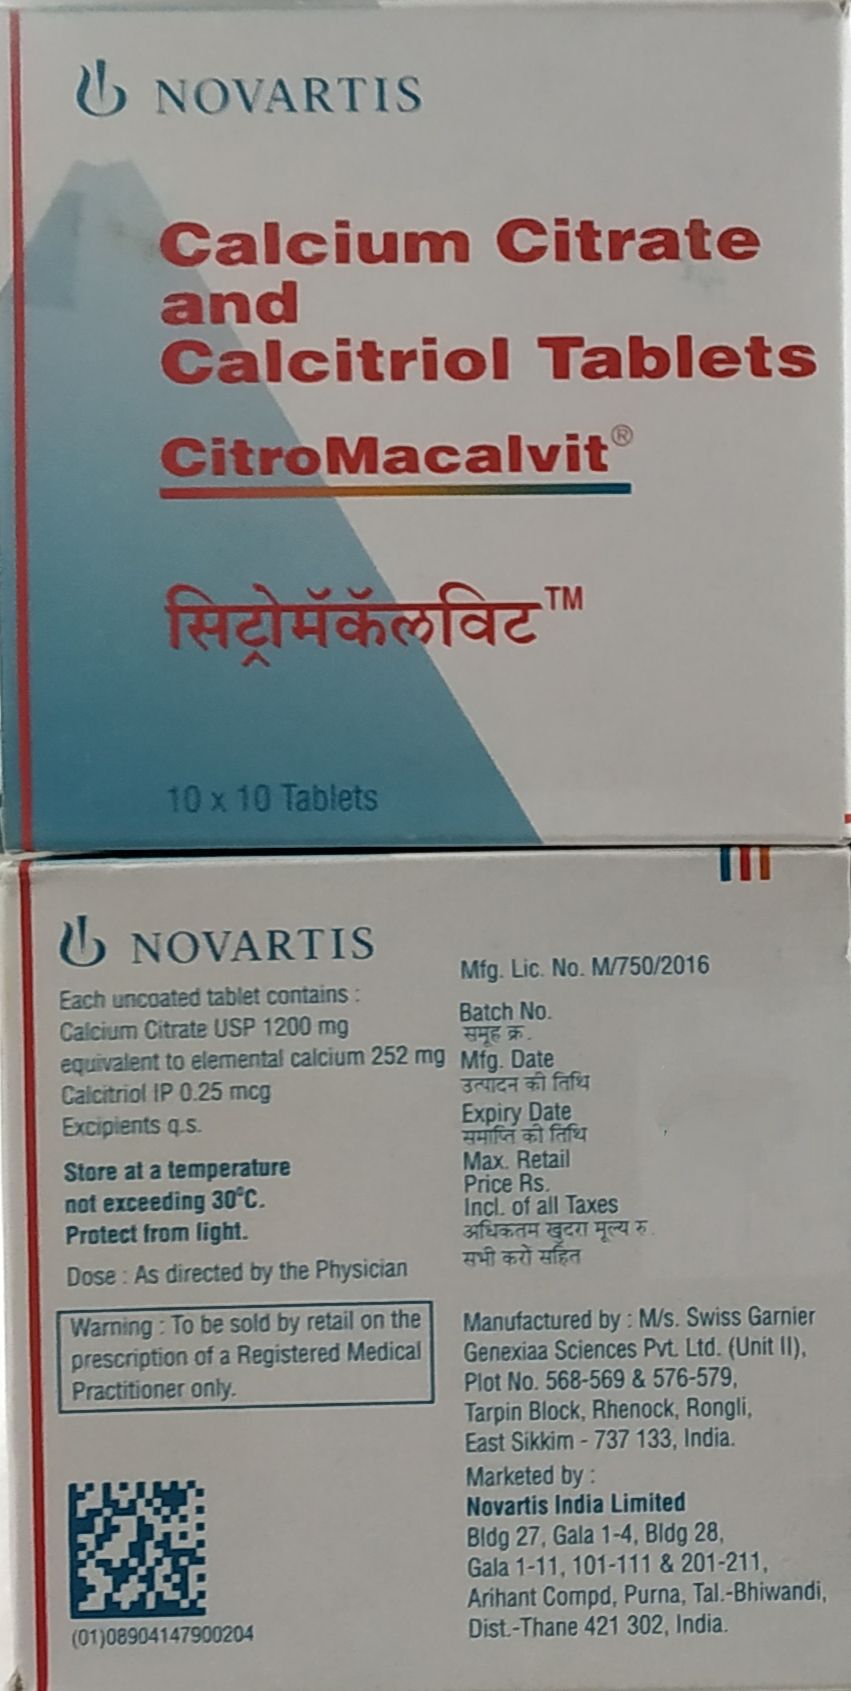 NOVARTIS
Calcium Citrate
and
Calcitriol Tablets
CitroMacalvit®
सिट्रोमॅकॅलविट™
10 x 10 Tablets
NOVARTIS
Each uncoated tablet contains :
Calcium Citrate USP 1200 mg
equivalent to elemental calcium 252 mg
Calcitriol IP 0.25 mcg
Excipients q.s.
Store at a temperature
not exceeding 30°C.
Protect from light.
Dose : As directed by the Physician
Warning : To be sold by retail on the
prescription of a Registered Medical
Practitioner only.
(01)08904147900204
Mfg. Lic. No. M/750/2016
Batch No.
समूह क्र.
Mfg. Date
उत्पादन की तिथि
Expiry Date
समाप्ति की तिथि
Max. Retail
Price Rs.
Incl. of all Taxes
अधिकतम खुदरा मूल्य रु.
सभी करों सहित
Manufactured by : M/s. Swiss Garnier
Genexiaa Sciences Pvt. Ltd. (Unit II),
Plot No. 568-569 & 576-579,
Tarpin Block, Rhenock, Rongli,
East Sikkim - 737 133, India.
Marketed by :
Novartis India Limited
Bldg 27, Gala 1-4, Bldg 28,
Gala 1-11, 101-111 & 201-211,
Arihant Compd, Purna, Tal.-Bhiwandi,
Dist.-Thane 421 302, India.